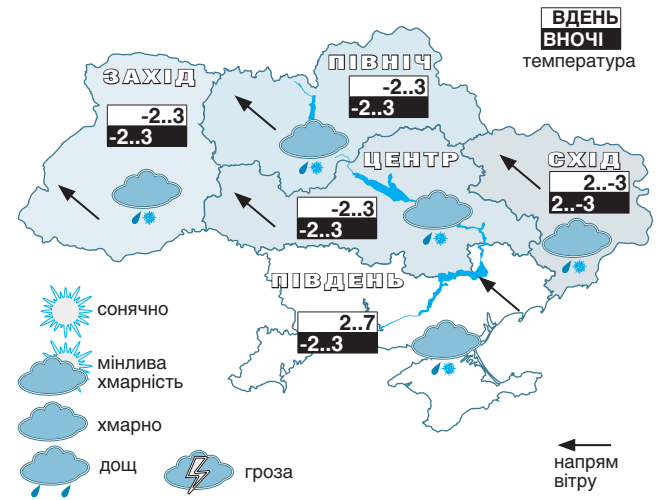 ВДЕНЬ
ВНОЧІ
температура
ЗАХІД
-2..3
-2..3
ПІВНІЧ
-2..3
-2..3
ЦЕНТР
-2..3
-2..3
СХІД
2..-3
2..-3
ПІВДЕНЬ
2..7
-2..3
сонячно
мінлива
хмарність
хмарно
дощ
гроза
напрям
вітру